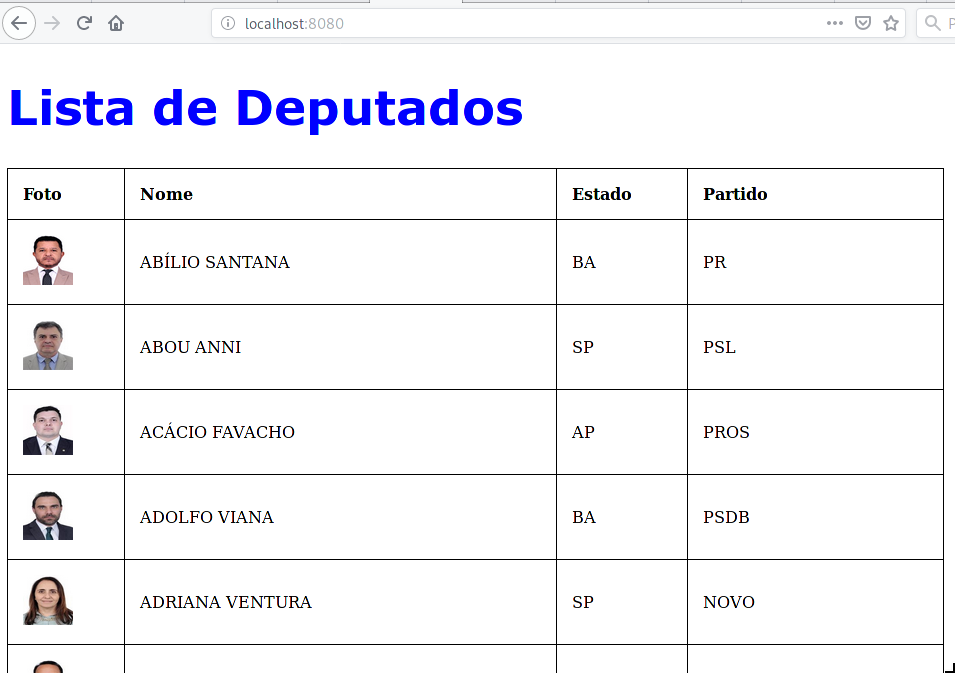 localhost:8080
Lista de Deputados
Foto Nome Estado Partido
ABÍLIO SANTANA BA PR
ABOU ANNI SP PSL
ACÁCIO FAVACHO AP PROS
ADOLFO VIANA BA PSDB
ADRIANA VENTURA SP NOVO